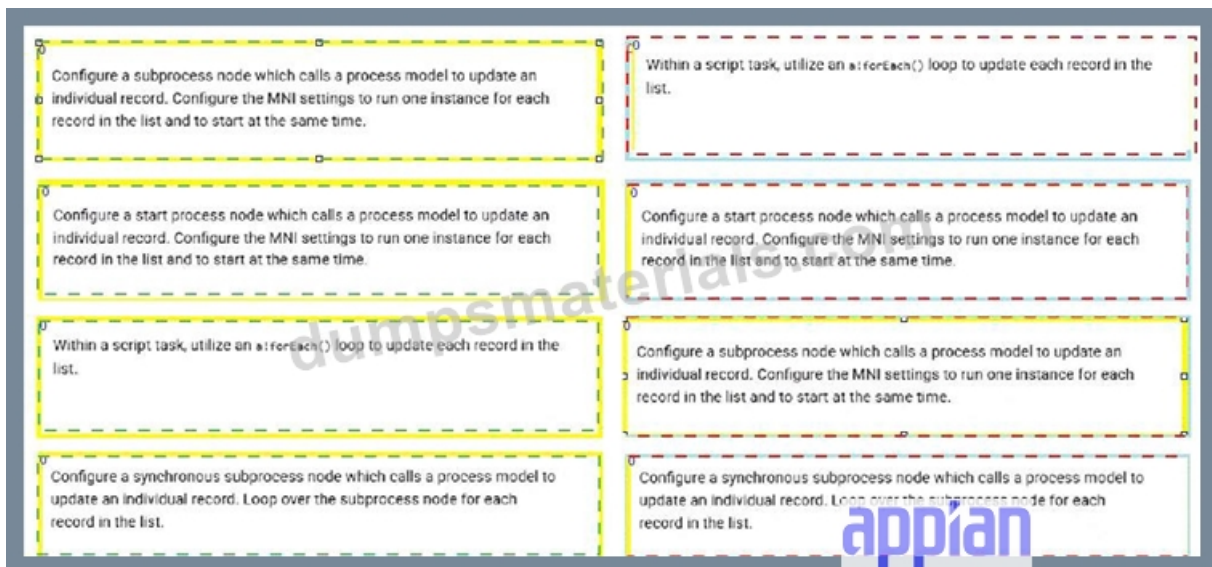 0
Configure a subprocess node which calls a process model to update an
individual record. Configure the MNI settings to run one instance for each
record in the list and to start at the same time.
0
Within a script task, utilize an a!forEach() loop to update each record in the
list.
0
Configure a start process node which calls a process model to update an
individual record. Configure the MNI settings to run one instance for each
record in the list and to start at the same time.
0
Configure a start process node which calls a process model to update an
individual record. Configure the MNI settings to run one instance for each
record in the list and to start at the same time.
dumpsmaterials.com
0
Within a script task, utilize an a!forEach() loop to update each record in the
list.
0
Configure a subprocess node which calls a process model to update an
individual record. Configure the MNI settings to run one instance for each
record in the list and to start at the same time.
0
Configure a synchronous subprocess node which calls a process model to
update an individual record. Loop over the subprocess node for each
record in the list.
0
Configure a synchronous subprocess node which calls a process model to
update an individual record. Loop over the subprocess node for each
record in the list.
appian